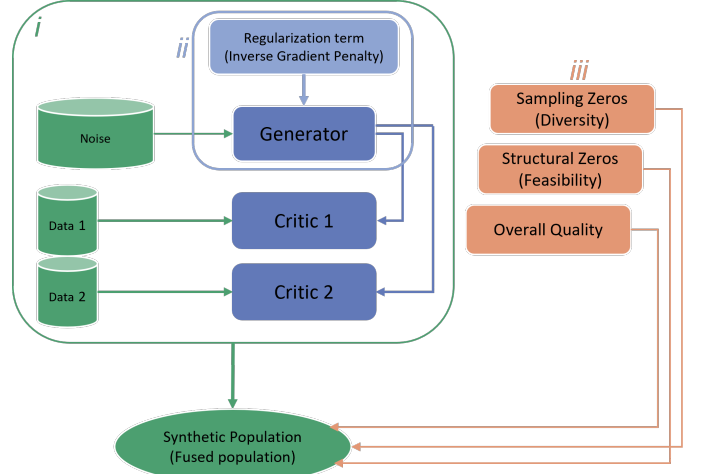 i
ii
Regularization term
(Inverse Gradient Penalty)
Noise
Generator
Data 1
Critic 1
Data 2
Critic 2
iii
Sampling Zeros
(Diversity)
Structural Zeros
(Feasibility)
Overall Quality
Synthetic Population
(Fused population)